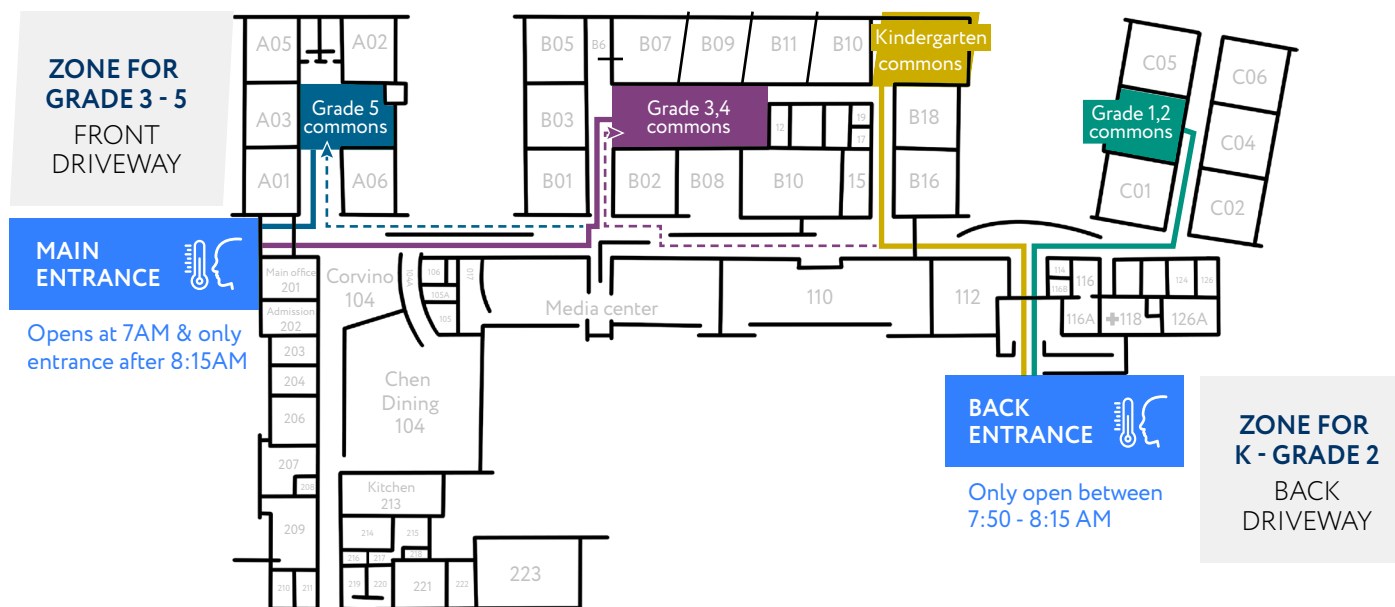 ZONE FOR
GRADE 3 - 5
FRONT
DRIVEWAY
MAIN
ENTRANCE
Opens at 7AM & only
entrance after 8:15AM
A05
A02
A03
Grade 5
commons
A01
A06
B05
B6
B07
B09
B11
B10
Kindergarten
commons
B03
Grade 3,4
commons
12
19
17
B18
B01
B02
B08
B10
15
B16
C05
C06
Grade 1,2
commons
C04
C01
C02
Main office
201
Admission
202
203
204
206
207
208
209
210
211
Corvino
104
104A
106
105A
105
017
Media center
110
112
114
116B
116
116A
118
124
126
126A
Chen
Dining
104
Kitchen
213
214
215
216
217
218
219
220
221
222
223
BACK
ENTRANCE
Only open between
7:50 - 8:15 AM
ZONE FOR
K - GRADE 2
BACK
DRIVEWAY